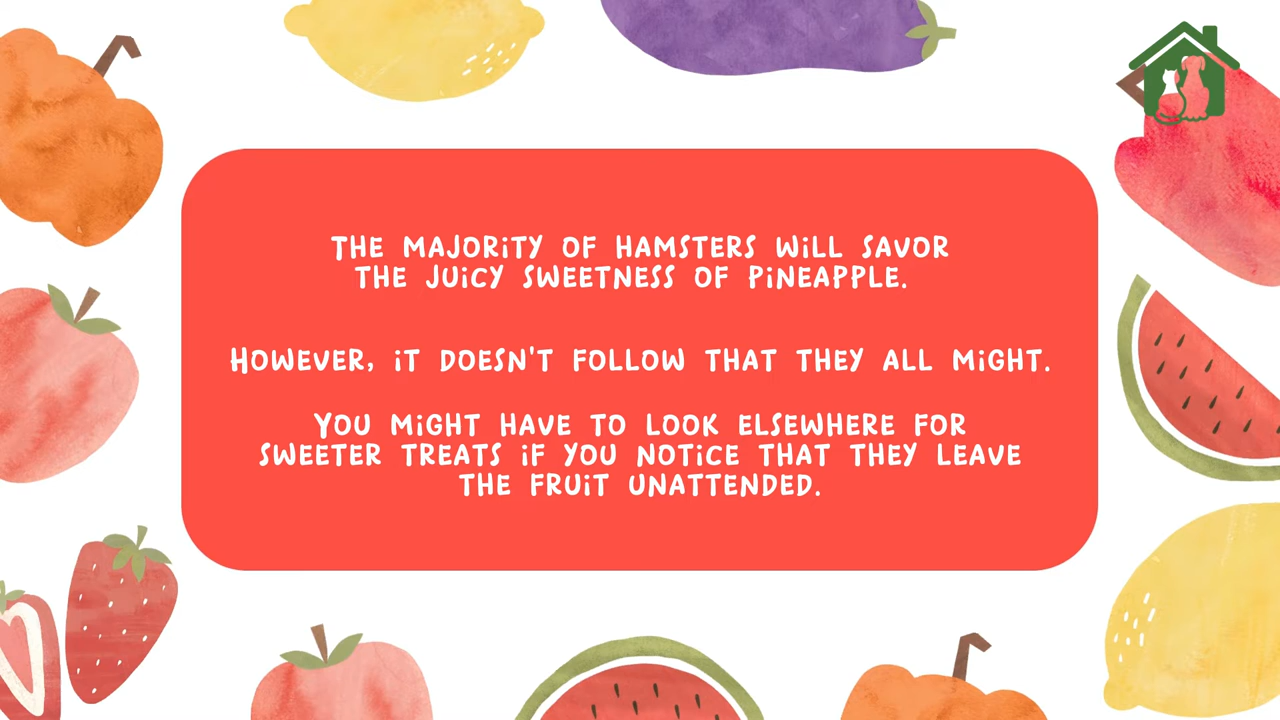 THE MAJORITY OF HAMSTERS WILL SAVOR
THE JUICY SWEETNESS OF PINEAPPLE.
HOWEVER, IT DOESN'T FOLLOW THAT THEY ALL MIGHT.
YOU MIGHT HAVE TO LOOK ELSEWHERE FOR
SWEETER TREATS IF YOU NOTICE THAT THEY LEAVE
THE FRUIT UNATTENDED.